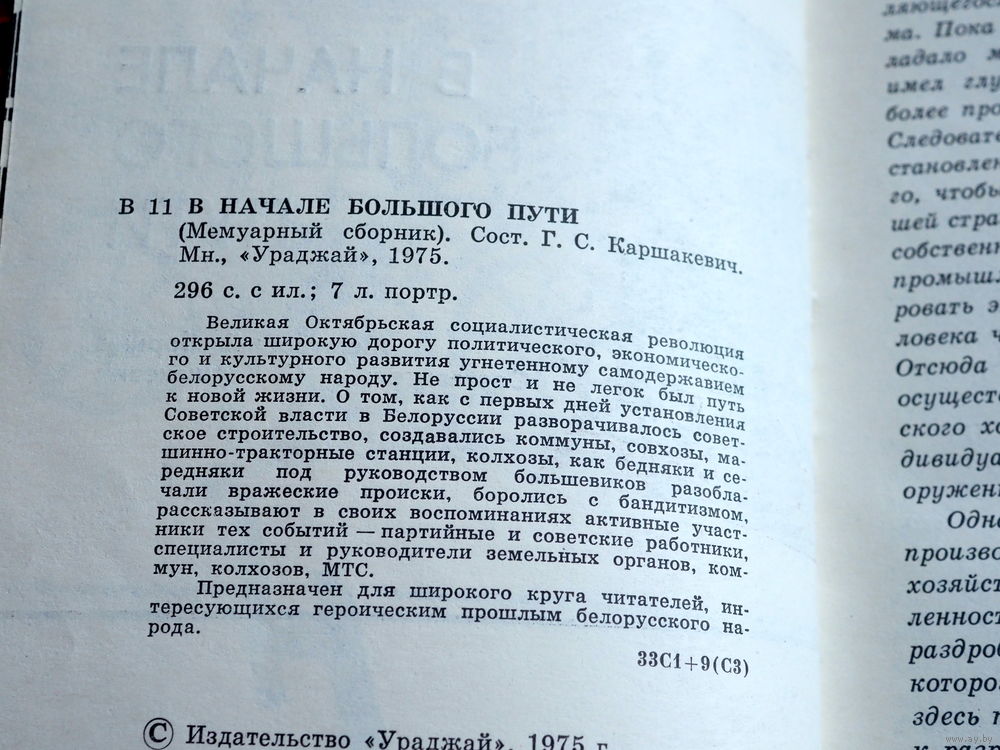 В 11 В НАЧАЛЕ БОЛЬШОГО ПУТИ
(Мемуарный сборник). Сост. Г. С. Каршакевич.
Мн., «Ураджай», 1975.
296 с. с ил.; 7 л. портр.
Великая Октябрьская социалистическая революция
открыла широкую дорогу политического, экономическо-
го и культурного развития угнетенному самодержавием
белорусскому народу. Не прост и не легок был путь
к новой жизни. О том, как с первых дней установления
Советской власти в Белоруссии разворачивалось совет-
ское строительство, создавались коммуны, совхозы, ма-
шинно-тракторные станции, колхозы, как бедняки и се-
редняки под руководством большевиков разобла-
чали вражеские происки, боролись с бандитизмом,
рассказывают в своих воспоминаниях активные участ-
ники тех событий — партийные и советские работники,
специалисты и руководители земельных органов, ком-
мун, колхозов, МТС.
Предназначен для широкого круга читателей, ин-
тересующихся героическим прошлым белорусского на-
рода.
33С1+9(С3)
© Издательство «Ураджай», 1975 г.
ма. Пока
ладало
имел
более
Следоват
становлен
го, чтобы
шей стра
собственн
промышл
ровать
ловека
Отсюда
осущест
ского
дивидуа
оружен
Одн
произво
хозяйст
ленност
раздроб
которо
здесь
www.ay.by